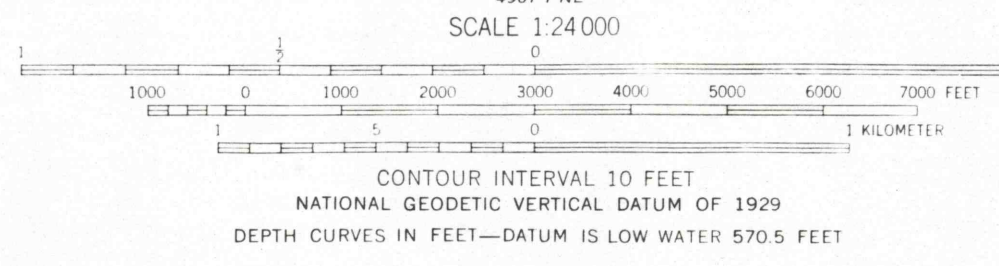 SCALE 1:24 000
1 1/2 0
1000 0 1000 2000 3000 4000 5000 6000 7000 FEET
1 5 0 1 KILOMETER
CONTOUR INTERVAL 10 FEET
NATIONAL GEODETIC VERTICAL DATUM OF 1929
DEPTH CURVES IN FEET—DATUM IS LOW WATER 570.5 FEET